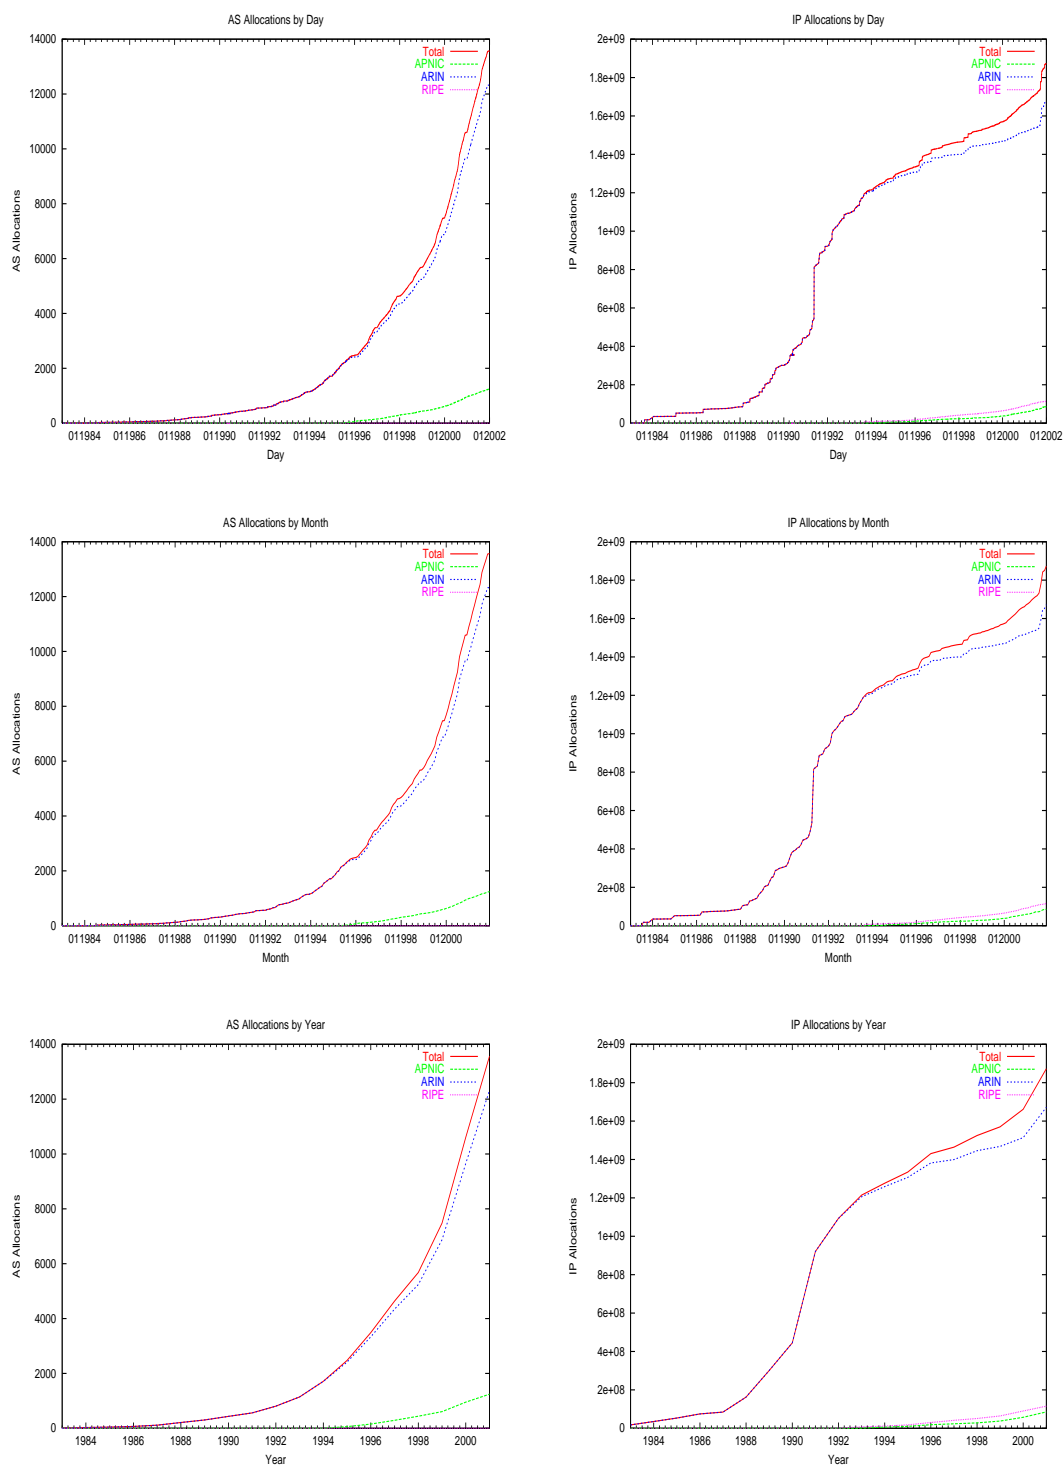 AS Allocations by Day
14000
12000
10000
8000
6000
4000
2000
0
AS Allocations
Total
APNIC
ARIN
RIPE
011984 011986 011988 011990 011992 011994 011996 011998 012000 012002
Day
IP Allocations by Day
2e+09
1.8e+09
1.6e+09
1.4e+09
1.2e+09
1e+09
8e+08
6e+08
4e+08
2e+08
0
IP Allocations
Total
APNIC
ARIN
RIPE
011984 011986 011988 011990 011992 011994 011996 011998 012000 012002
Day
AS Allocations by Month
14000
12000
10000
8000
6000
4000
2000
0
AS Allocations
Total
APNIC
ARIN
RIPE
011984 011986 011988 011990 011992 011994 011996 011998 012000
Month
IP Allocations by Month
2e+09
1.8e+09
1.6e+09
1.4e+09
1.2e+09
1e+09
8e+08
6e+08
4e+08
2e+08
0
IP Allocations
Total
APNIC
ARIN
RIPE
011984 011986 011988 011990 011992 011994 011996 011998 012000
Month
AS Allocations by Year
14000
12000
10000
8000
6000
4000
2000
0
AS Allocations
Total
APNIC
ARIN
RIPE
1984 1986 1988 1990 1992 1994 1996 1998 2000
Year
IP Allocations by Year
2e+09
1.8e+09
1.6e+09
1.4e+09
1.2e+09
1e+09
8e+08
6e+08
4e+08
2e+08
0
IP Allocations
Total
APNIC
ARIN
RIPE
1984 1986 1988 1990 1992 1994 1996 1998 2000
Year